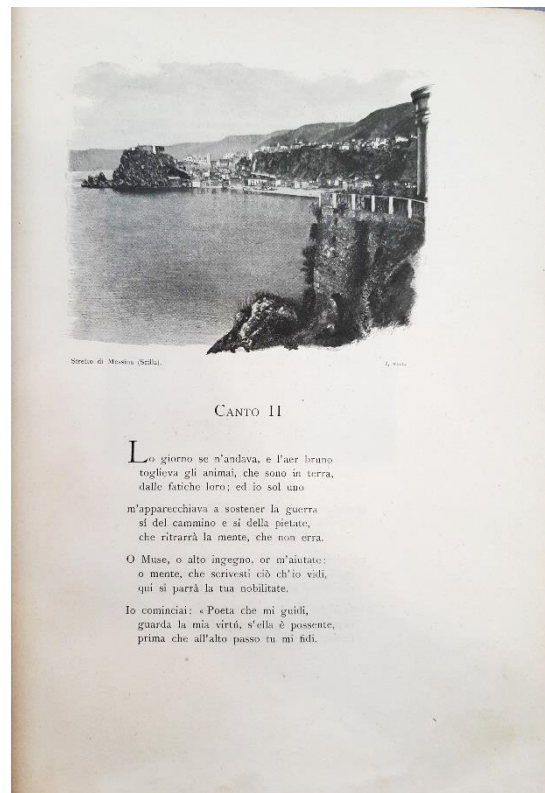 Stretto di Messina (Scilla).
CANTO II
Lo giorno se n'andava, e l'aer bruno
toglieva gli animai, che sono in terra,
dalle fatiche loro; ed io sol uno
m'apparecchiava a sostener la guerra
sí del cammino e sí della pietate,
che ritrarrà la mente, che non erra.
O Muse, o alto ingegno, or m'aiutate;
o mente, che scrivesti ciò ch'io vidi,
qui si parrà la tua nobilitate.
Io cominciai: « Poeta che mi guidi,
guarda la mia virtú, s'ella è possente,
prima che all'alto passo tu mi fidi.